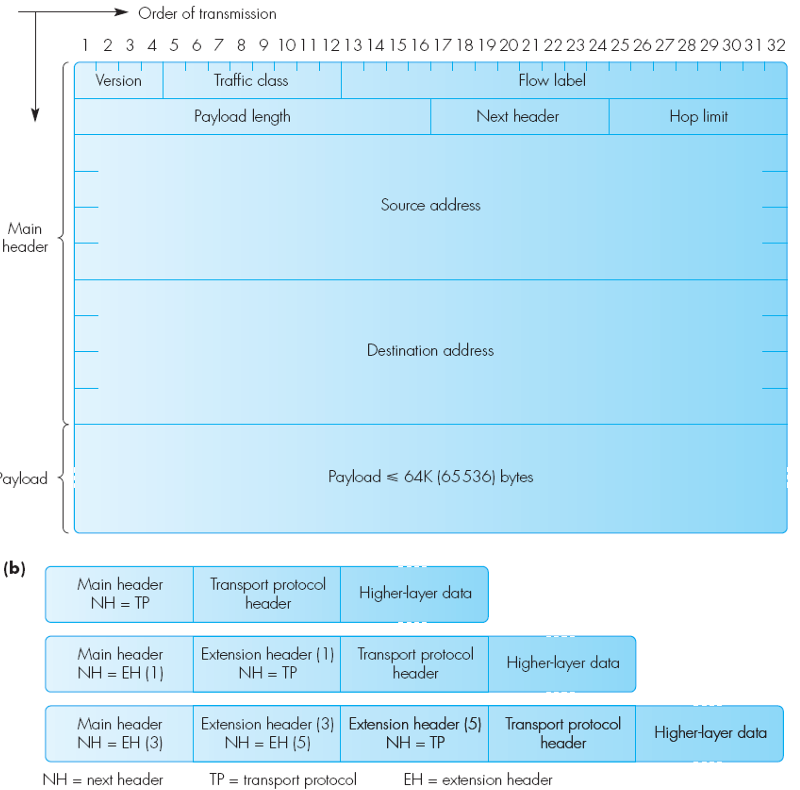 Order of transmission
1 2 3 4 5 6 7 8 9 10 11 12 13 14 15 16 17 18 19 20 21 22 23 24 25 26 27 28 29 30 31 32
Version Traffic class Flow label
Payload length Next header Hop limit
Source address
Main
header
Destination address
Payload Payload ⩽ 64K (65 536) bytes
(b)
Main header
NH = TP
Transport protocol
header
Higher-layer data
Main header
NH = EH (1)
Extension header (1)
NH = TP
Transport protocol
header
Higher-layer data
Main header
NH = EH (3)
Extension header (3)
NH = EH (5)
Extension header (5)
NH = TP
Transport protocol
header
Higher-layer data
NH = next header TP = transport protocol EH = extension header